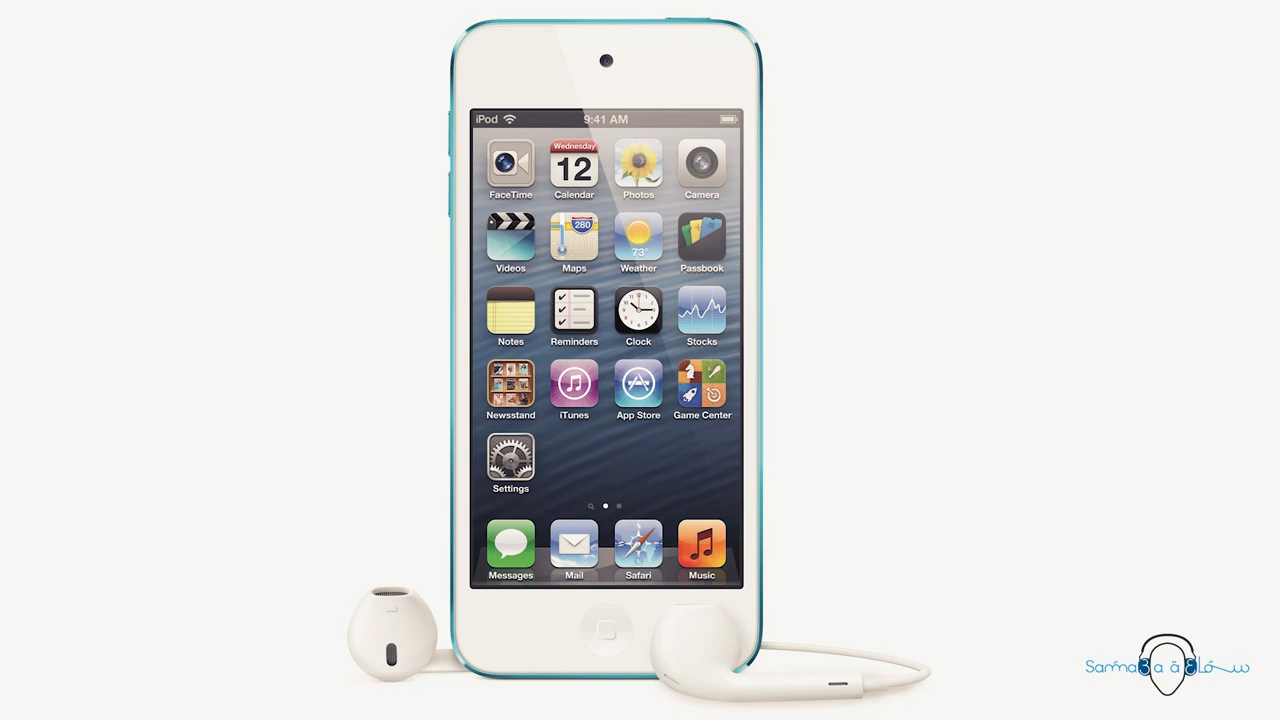 iPod 9:41 AM
Wednesday
12
FaceTime Calendar Photos Camera
280
73°
Videos Maps Weather Passbook
Notes Reminders Clock Stocks
Newsstand iTunes App Store Game Center
Settings
Messages Mail Safari Music
Samma3a